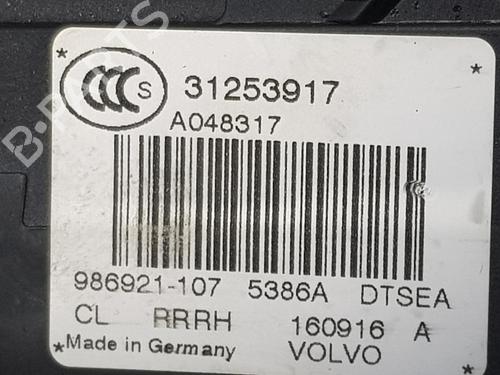 CCC S 31253917
A048317
986921-107 5386A DTSEA
CL RRRH 160916 A
*Made in Germany VOLVO *
B-PARTS